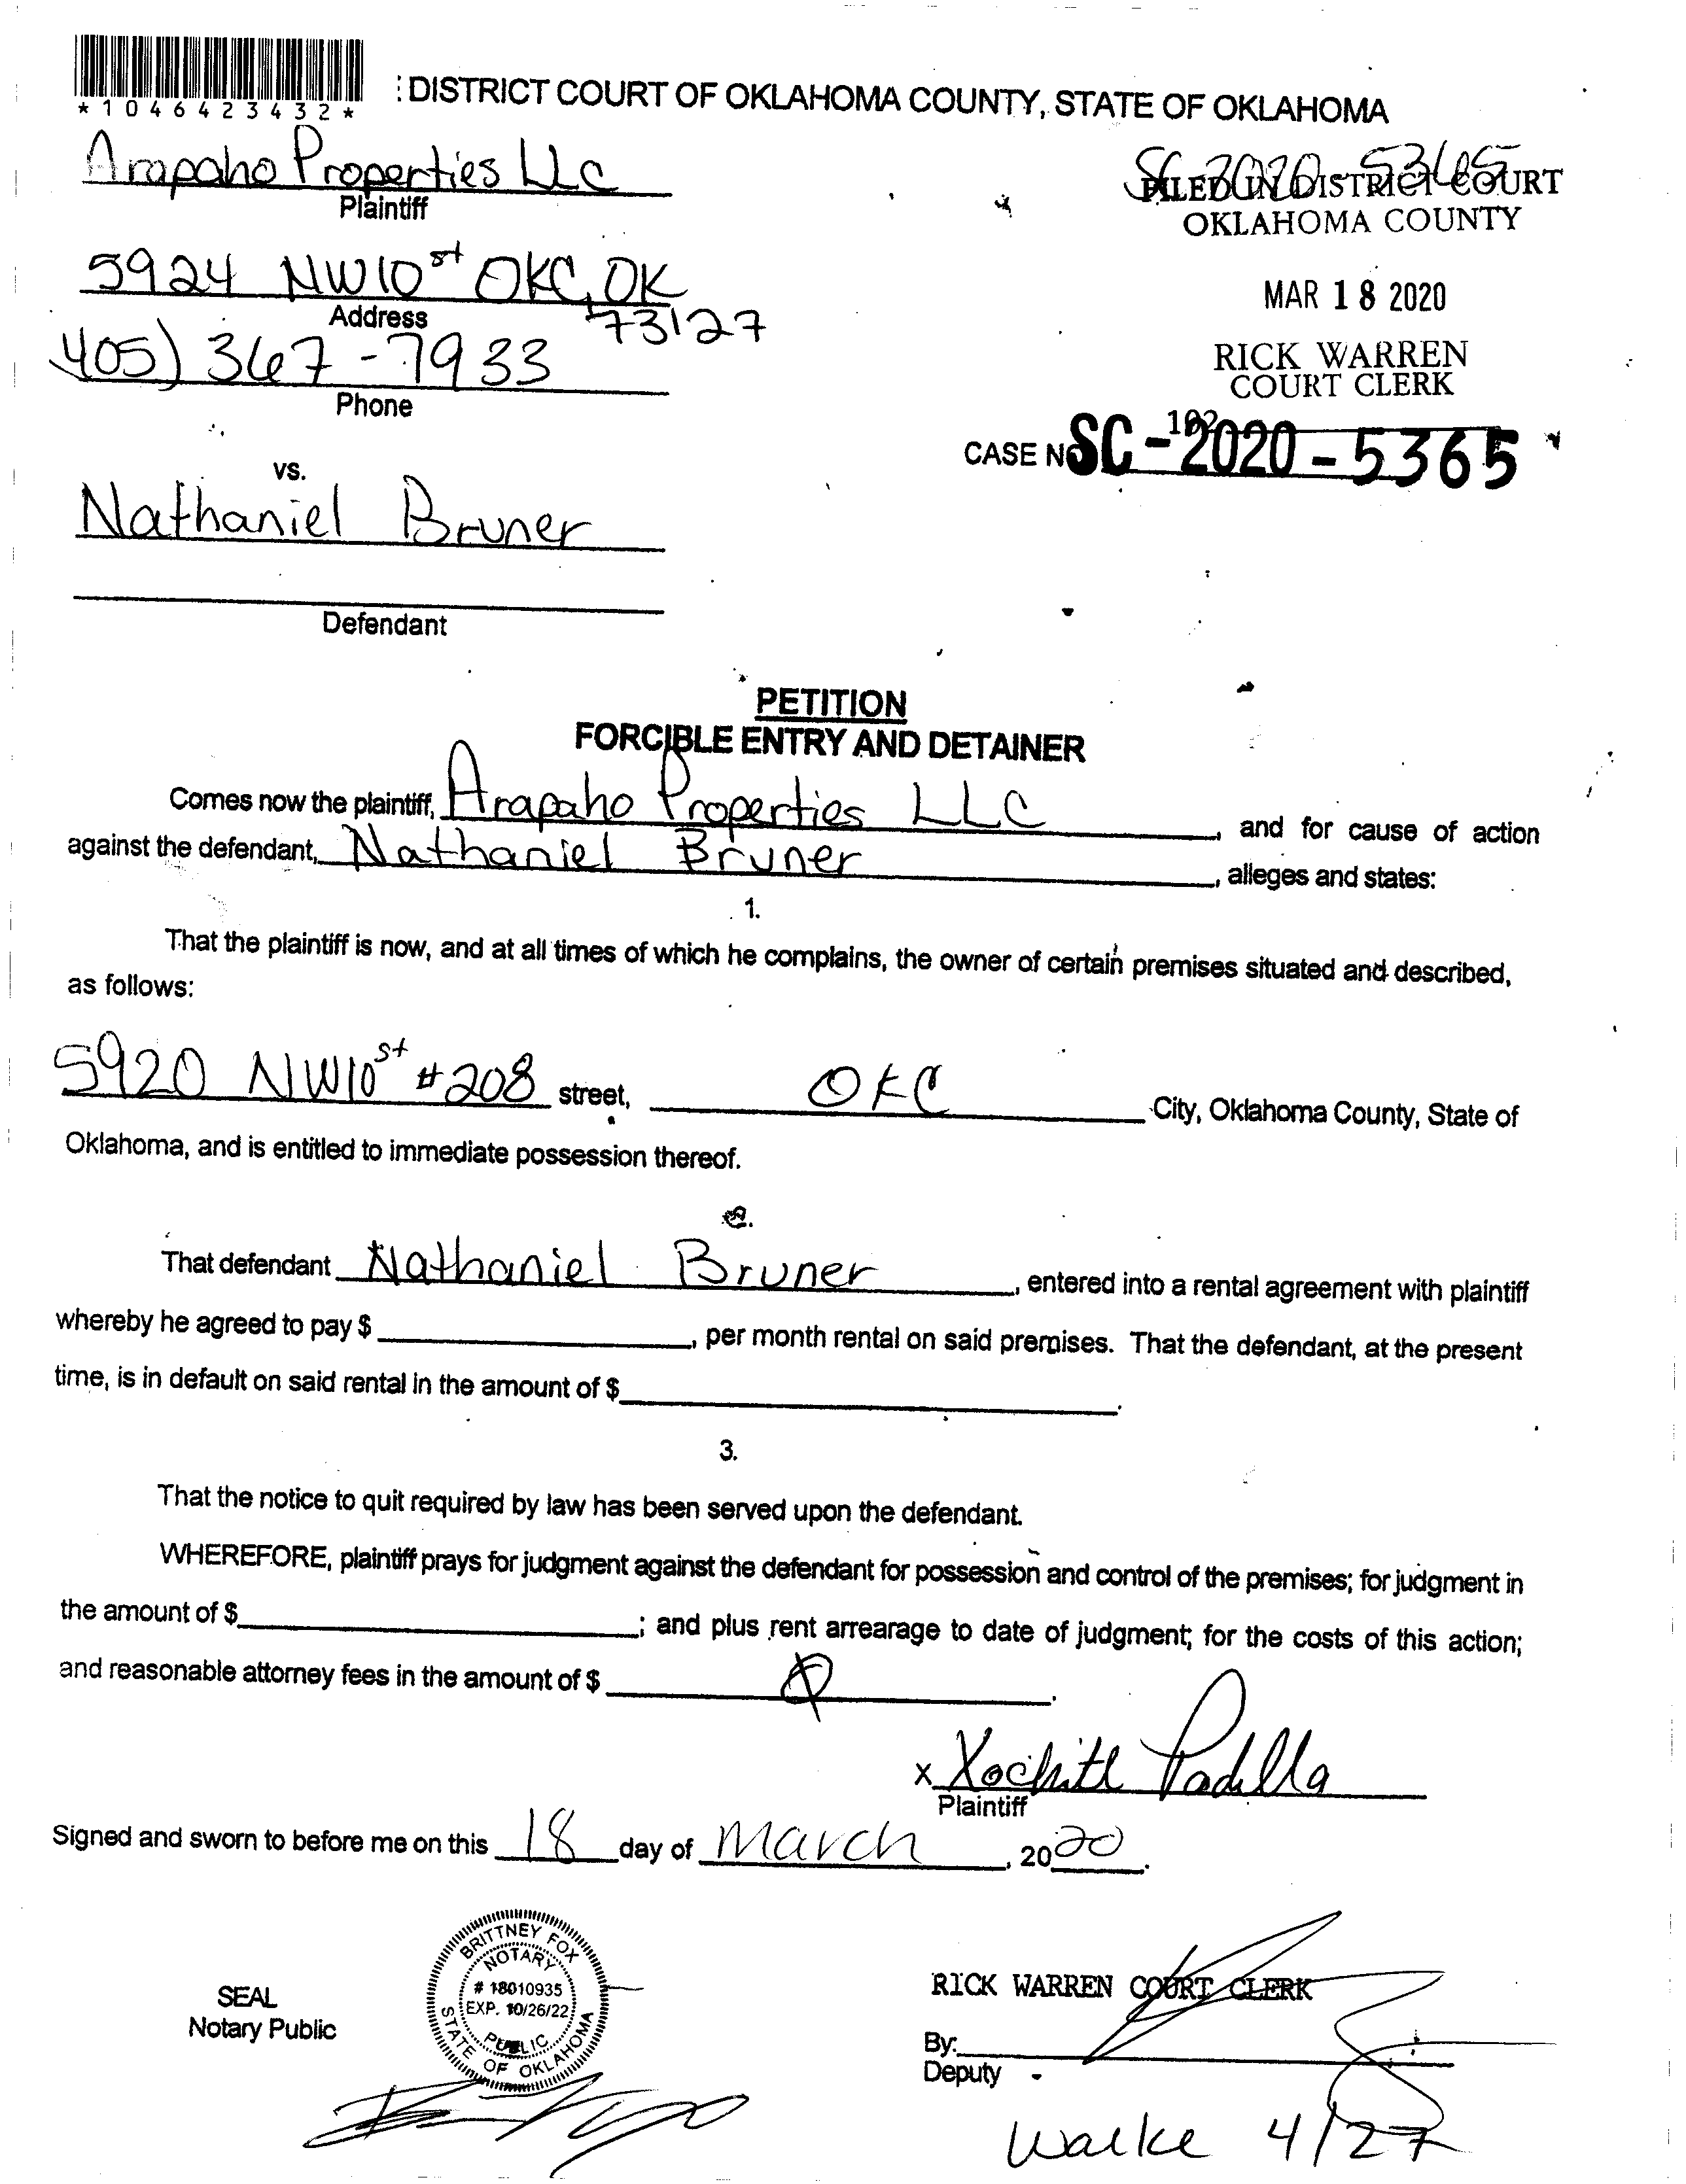 *1046423432*
: DISTRICT COURT OF OKLAHOMA COUNTY, STATE OF OKLAHOMA
Arapaho Properties LLC
Plaintiff
SC 2020-5365
FILED IN DISTRICT COURT
OKLAHOMA COUNTY
5924 NW10st OKC, OK
73127
Address
MAR 18 2020
405) 367-7933
Phone
RICK WARREN
COURT CLERK
102
CASE NO SC-2020-5365
vs.
Nathaniel Bruner
Defendant
PETITION
FORCIBLE ENTRY AND DETAINER
Comes now the plaintiff, Arapaho Properties LLC, and for cause of action
against the defendant, Nathaniel Bruner, alleges and states:
1.
That the plaintiff is now, and at all times of which he complains, the owner of certain premises situated and described,
as follows:
5920 NW10st #208 street, OKC City, Oklahoma County, State of
Oklahoma, and is entitled to immediate possession thereof.
2.
That defendant Nathaniel Bruner, entered into a rental agreement with plaintiff
whereby he agreed to pay $ , per month rental on said premises. That the defendant, at the present
time, is in default on said rental in the amount of $ .
3.
That the notice to quit required by law has been served upon the defendant.
WHEREFORE, plaintiff prays for judgment against the defendant for possession and control of the premises; for judgment in
the amount of $ ; and plus rent arrearage to date of judgment; for the costs of this action;
and reasonable attorney fees in the amount of $ .
x Xochitl Padilla
Plaintiff
Signed and sworn to before me on this 18 day of March, 2020.
BRITTNEY FOX
NOTARY
# 18010935
EXP. 10/26/22
PUBLIC
STATE OF OKLAHOMA
SEAL
Notary Public
RICK WARREN COURT CLERK
By:
Deputy
Walke 4/27